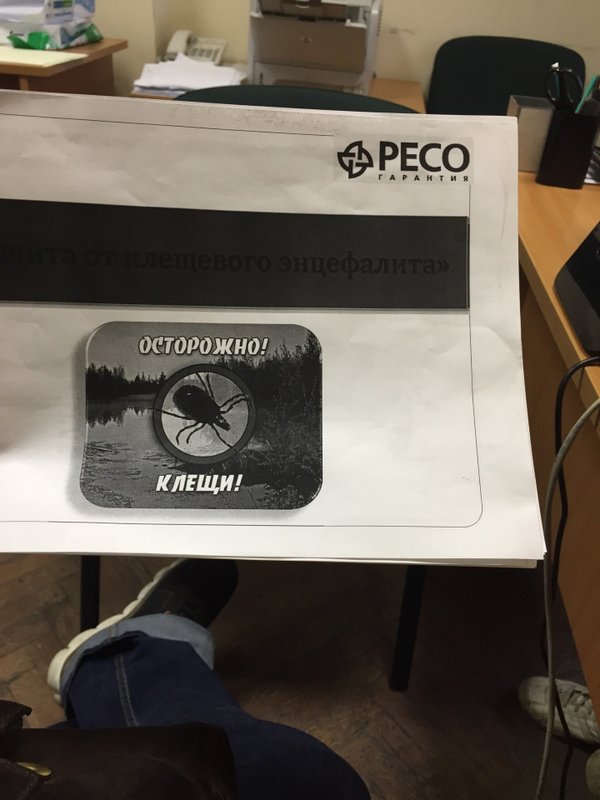 РЕСО
ГАРАНТИЯ
щита от клещевого энцефалита»
ОСТОРОЖНО!
КЛЕЩИ!